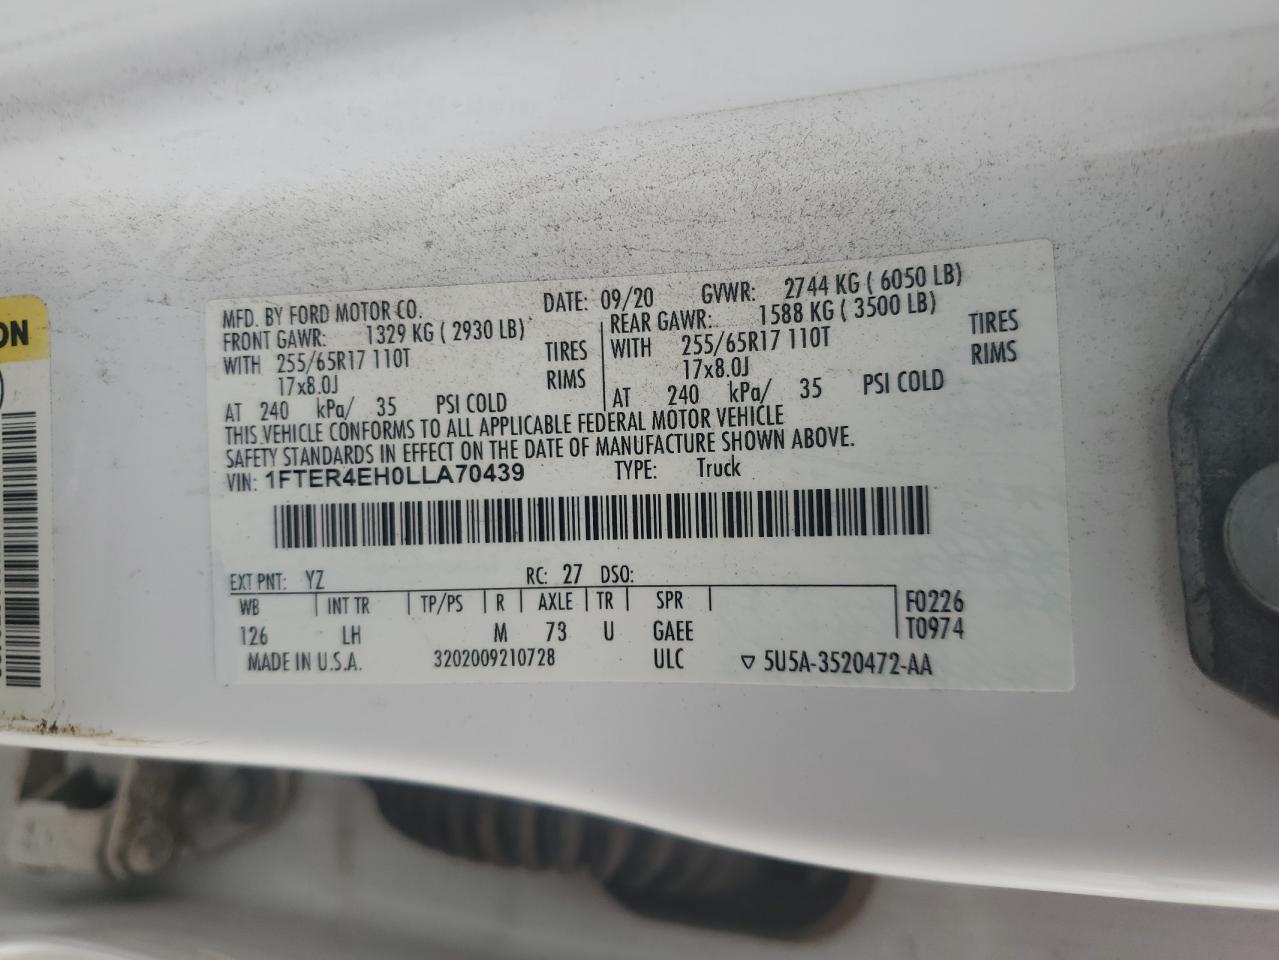 ON
MFD. BY FORD MOTOR CO. DATE: 09/20 GVWR: 2744 KG ( 6050 LB)
FRONT GAWR: 1329 KG ( 2930 LB) REAR GAWR: 1588 KG ( 3500 LB)
WITH 255/65R17 110T TIRES WITH 255/65R17 110T TIRES
17x8.0J RIMS 17x8.0J RIMS
AT 240 kPa/ 35 PSI COLD AT 240 kPa/ 35 PSI COLD
THIS VEHICLE CONFORMS TO ALL APPLICABLE FEDERAL MOTOR VEHICLE
SAFETY STANDARDS IN EFFECT ON THE DATE OF MANUFACTURE SHOWN ABOVE.
VIN: 1FTER4EH0LLA70439 TYPE: Truck
EXT PNT: YZ RC: 27 DSO:
WB INT TR TP/PS R AXLE TR SPR F0226
126 LH M 73 U GAEE T0974
MADE IN U.S.A. 3202009210728 ULC ▽ 5U5A-3520472-AA